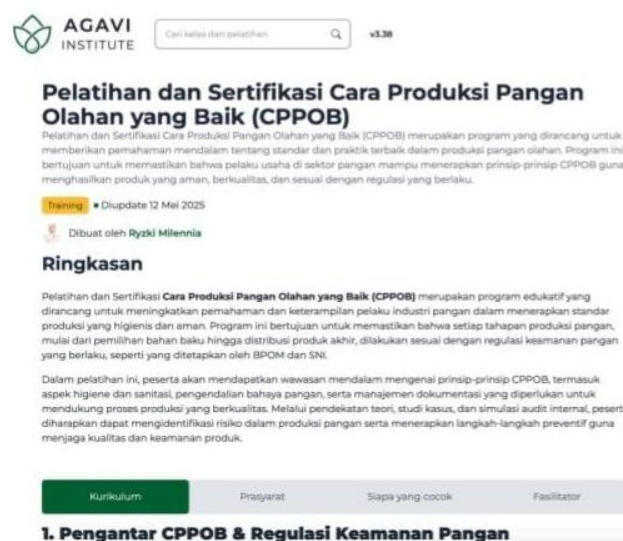 AGAVI
INSTITUTE
Cari kelas dan pelatihan
v3.38
Pelatihan dan Sertifikasi Cara Produksi Pangan
Olahan yang Baik (CPPOB)
Pelatihan dan Sertifikasi Cara Produksi Pangan Olahan yang Baik (CPPOB) merupakan program yang dirancang untuk
memberikan pemahaman mendalam tentang standar dan praktik terbaik dalam produksi pangan olahan. Program ini
bertujuan untuk memastikan bahwa pelaku usaha di sektor pangan mampu menerapkan prinsip-prinsip CPPOB guna
menghasilkan produk yang aman, berkualitas, dan sesuai dengan regulasi yang berlaku.
Training • Diupdate 12 Mei 2025
Dibuat oleh Ryzki Milennia
Ringkasan
Pelatihan dan Sertifikasi Cara Produksi Pangan Olahan yang Baik (CPPOB) merupakan program edukatif yang
dirancang untuk meningkatkan pemahaman dan keterampilan pelaku industri pangan dalam menerapkan standar
produksi yang higienis dan aman. Program ini bertujuan untuk memastikan bahwa setiap tahapan produksi pangan,
mulai dari pemilihan bahan baku hingga distribusi produk akhir, dilakukan sesuai dengan regulasi keamanan pangan
yang berlaku, seperti yang ditetapkan oleh BPOM dan SNI.
Dalam pelatihan ini, peserta akan mendapatkan wawasan mendalam mengenai prinsip-prinsip CPPOB, termasuk
aspek higiene dan sanitasi, pengendalian bahaya pangan, serta manajemen dokumentasi yang diperlukan untuk
mendukung proses produksi yang berkualitas. Melalui pendekatan teori, studi kasus, dan simulasi audit internal, pesert
diharapkan dapat mengidentifikasi risiko dalam produksi pangan serta menerapkan langkah-langkah preventif guna
menjaga kualitas dan keamanan produk.
Kurikulum Prasyarat Siapa yang cocok Fasilitator
1. Pengantar CPPOB & Regulasi Keamanan Pangan